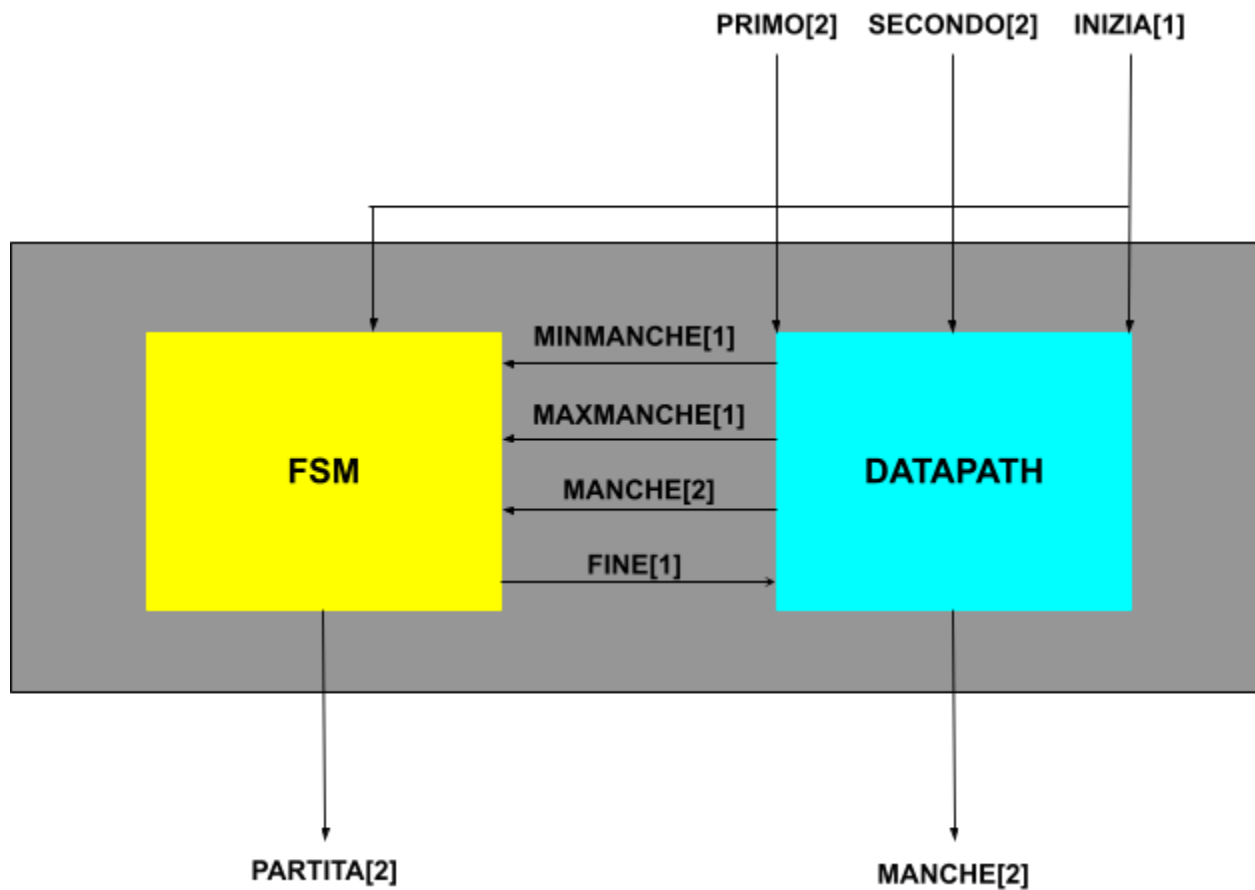 PRIMO[2] SECONDO[2] INIZIA[1]
MINMANCHE[1]
MAXMANCHE[1]
FSM
DATAPATH
MANCHE[2]
FINE[1]
PARTITA[2]
MANCHE[2]